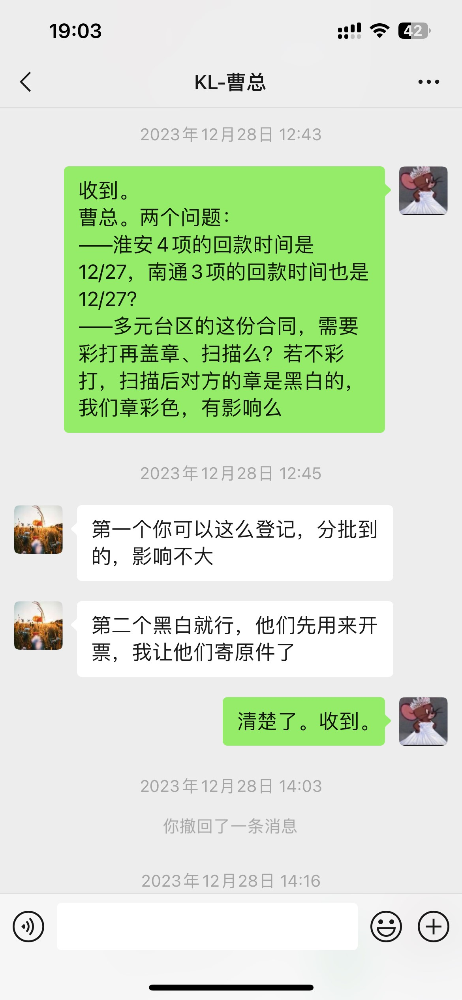 19:03
42
KL-曹总
2023年12月28日 12:43
收到。
曹总。两个问题：
——淮安4项的回款时间是
12/27，南通3项的回款时间也是
12/27？
——多元台区的这份合同，需要
彩打再盖章、扫描么？若不彩
打，扫描后对方的章是黑白的，
我们章彩色，有影响么
2023年12月28日 12:45
第一个你可以这么登记，分批到
的，影响不大
第二个黑白就行，他们先用来开
票，我让他们寄原件了
清楚了。收到。
2023年12月28日 14:03
你撤回了一条消息
2023年12月28日 14:16